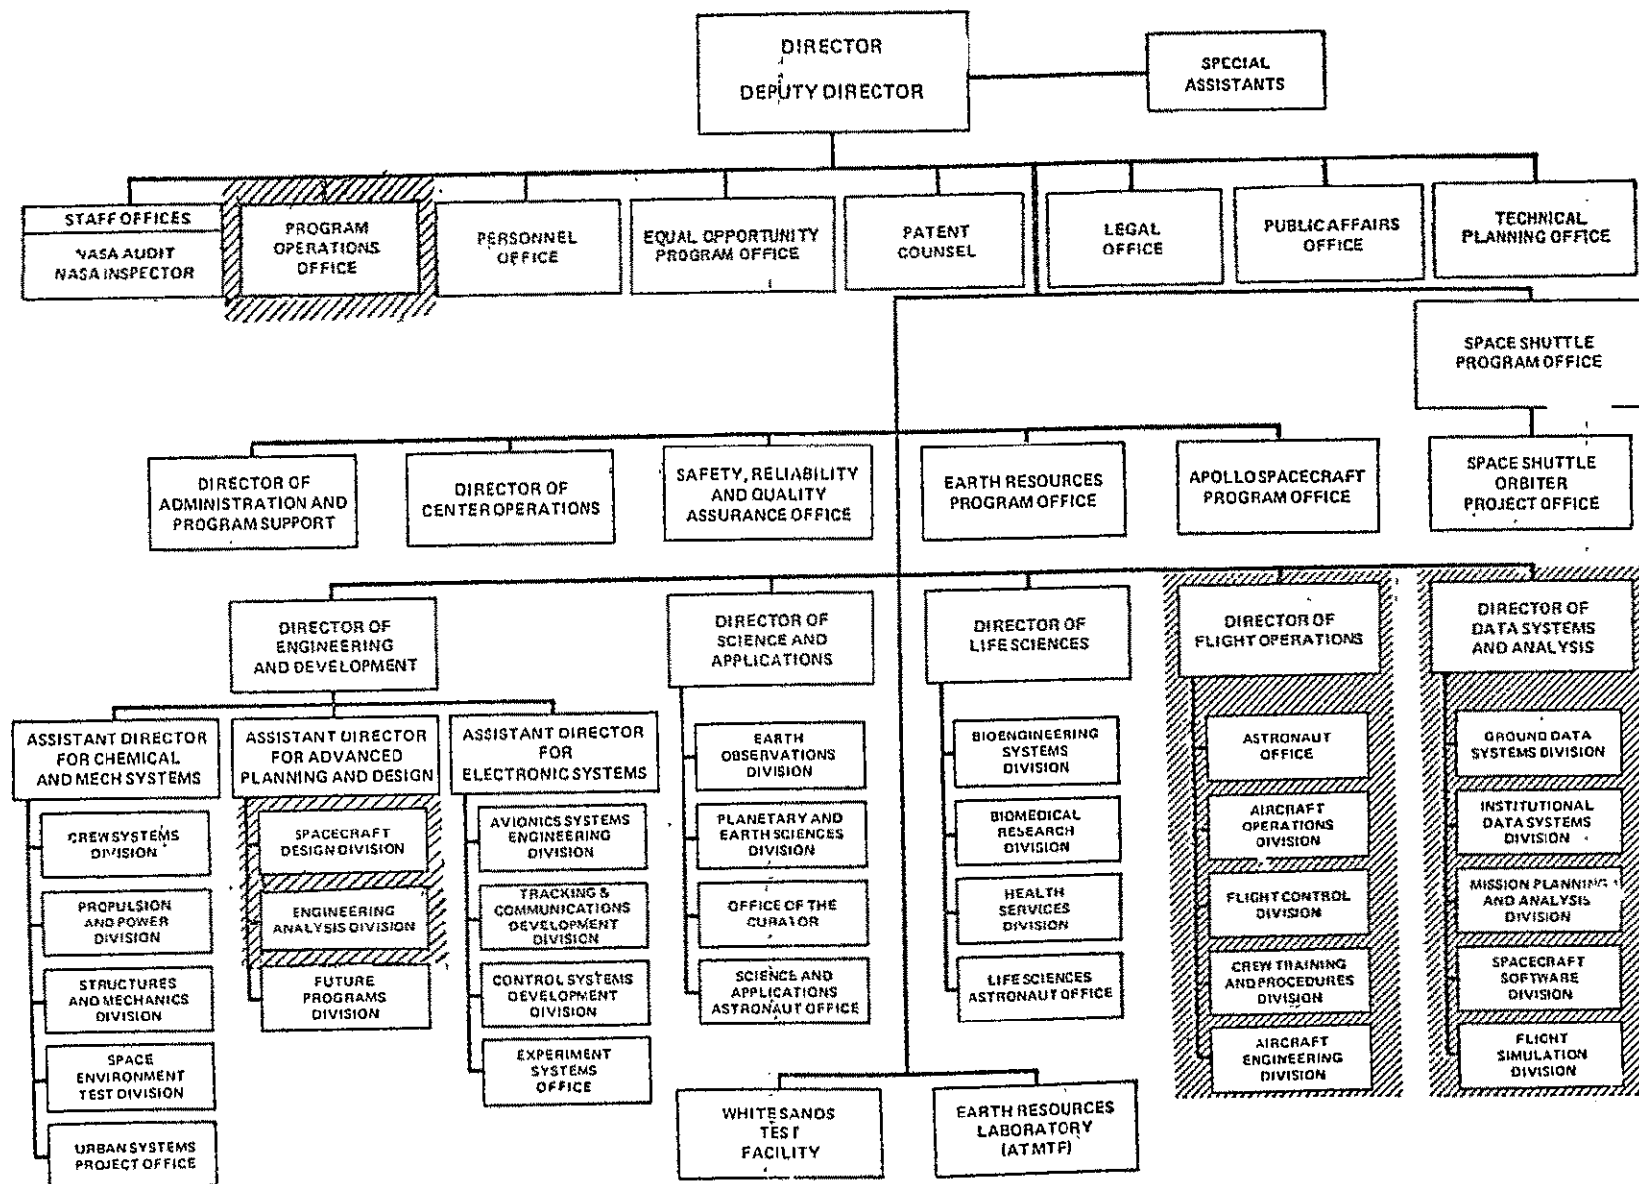 DIRECTOR
DEPUTY DIRECTOR
SPECIAL
ASSISTANTS
STAFF OFFICES
NASA AUDIT
NASA INSPECTOR
PROGRAM
OPERATIONS
OFFICE
PERSONNEL
OFFICE
EQUAL OPPORTUNITY
PROGRAM OFFICE
PATENT
COUNSEL
LEGAL
OFFICE
PUBLIC AFFAIRS
OFFICE
TECHNICAL
PLANNING OFFICE
SPACE SHUTTLE
PROGRAM OFFICE
DIRECTOR OF
ADMINISTRATION AND
PROGRAM SUPPORT
DIRECTOR OF
CENTER OPERATIONS
SAFETY, RELIABILITY
AND QUALITY
ASSURANCE OFFICE
EARTH RESOURCES
PROGRAM OFFICE
APOLLO SPACECRAFT
PROGRAM OFFICE
SPACE SHUTTLE
ORBITER
PROJECT OFFICE
DIRECTOR OF
ENGINEERING
AND DEVELOPMENT
DIRECTOR OF
SCIENCE AND
APPLICATIONS
DIRECTOR OF
LIFE SCIENCES
DIRECTOR OF
FLIGHT OPERATIONS
DIRECTOR OF
DATA SYSTEMS
AND ANALYSIS
ASSISTANT DIRECTOR
FOR CHEMICAL
AND MECH SYSTEMS
CREW SYSTEMS
DIVISION
PROPULSION
AND POWER
DIVISION
STRUCTURES
AND MECHANICS
DIVISION
SPACE
ENVIRONMENT
TEST DIVISION
URBAN SYSTEMS
PROJECT OFFICE
ASSISTANT DIRECTOR
FOR ADVANCED
PLANNING AND DESIGN
SPACECRAFT
DESIGN DIVISION
ENGINEERING
ANALYSIS DIVISION
FUTURE
PROGRAMS
DIVISION
ASSISTANT DIRECTOR
FOR
ELECTRONIC SYSTEMS
AVIONICS SYSTEMS
ENGINEERING
DIVISION
TRACKING &
COMMUNICATIONS
DEVELOPMENT
DIVISION
CONTROL SYSTEMS
DEVELOPMENT
DIVISION
EXPERIMENT
SYSTEMS
OFFICE
EARTH
OBSERVATIONS
DIVISION
PLANETARY AND
EARTH SCIENCES
DIVISION
OFFICE OF THE
CURATOR
SCIENCE AND
APPLICATIONS
ASTRONAUT OFFICE
BIOENGINEERING
SYSTEMS
DIVISION
BIOMEDICAL
RESEARCH
DIVISION
HEALTH
SERVICES
DIVISION
LIFE SCIENCES
ASTRONAUT OFFICE
ASTRONAUT
OFFICE
AIRCRAFT
OPERATIONS
DIVISION
FLIGHT CONTROL
DIVISION
CREW TRAINING
AND PROCEDURES
DIVISION
AIRCRAFT
ENGINEERING
DIVISION
GROUND DATA
SYSTEMS DIVISION
INSTITUTIONAL
DATA SYSTEMS
DIVISION
MISSION PLANNING
AND ANALYSIS
DIVISION
SPACECRAFT
SOFTWARE
DIVISION
FLIGHT
SIMULATION
DIVISION
WHITE SANDS
TEST
FACILITY
EARTH RESOURCES
LABORATORY
(AT MTF)